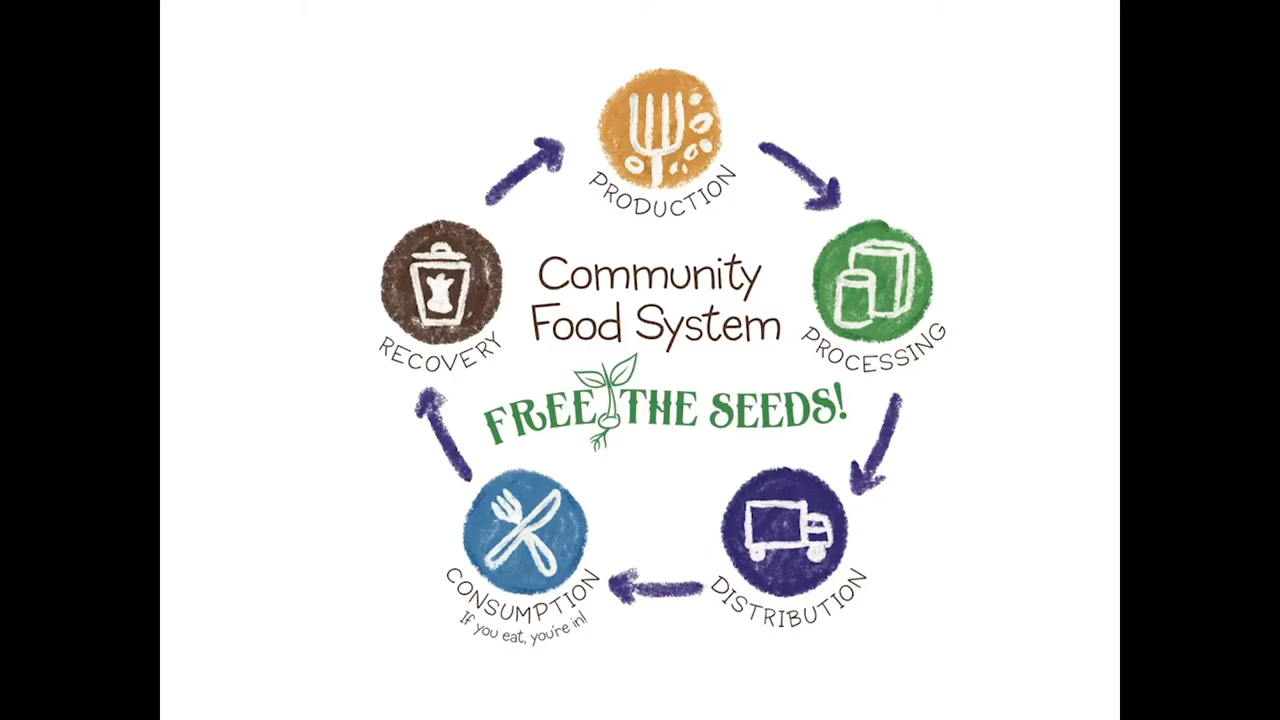 PRODUCTION
Community
Food System
RECOVERY
PROCESSING
FREE THE SEEDS!
CONSUMPTION
If you eat, you're in!
DISTRIBUTION